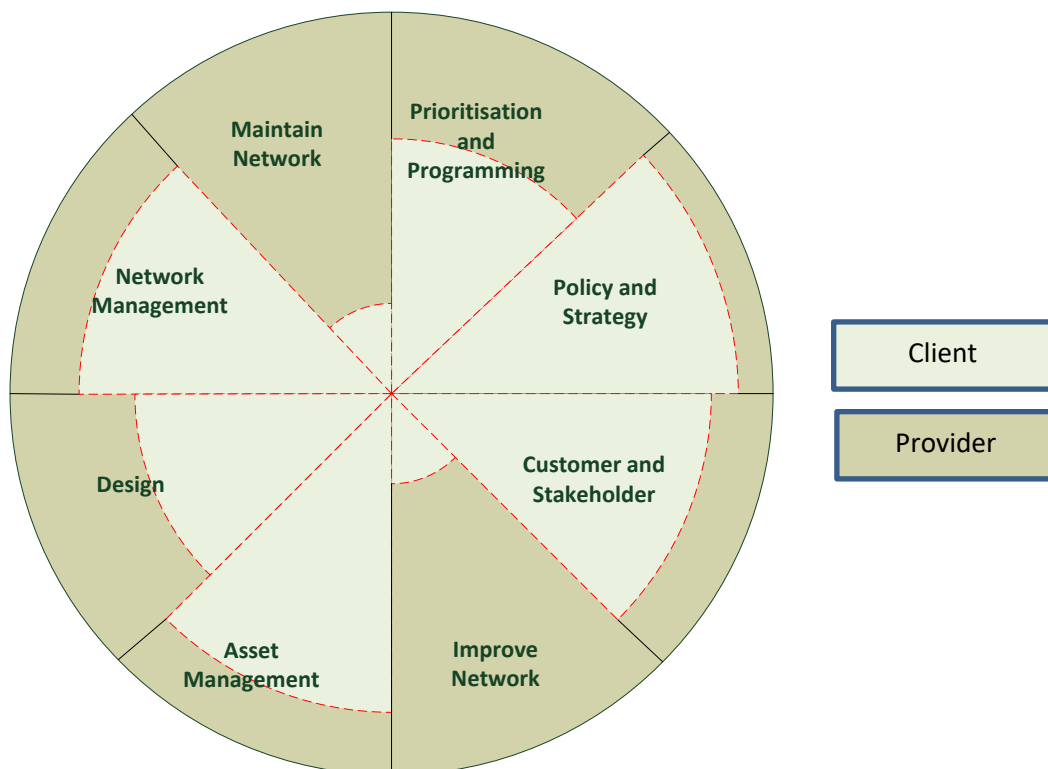 Prioritisation
and
Programming
Maintain
Network
Network
Management
Policy and
Strategy
Client
Provider
Customer and
Stakeholder
Design
Asset
Management
Improve
Network